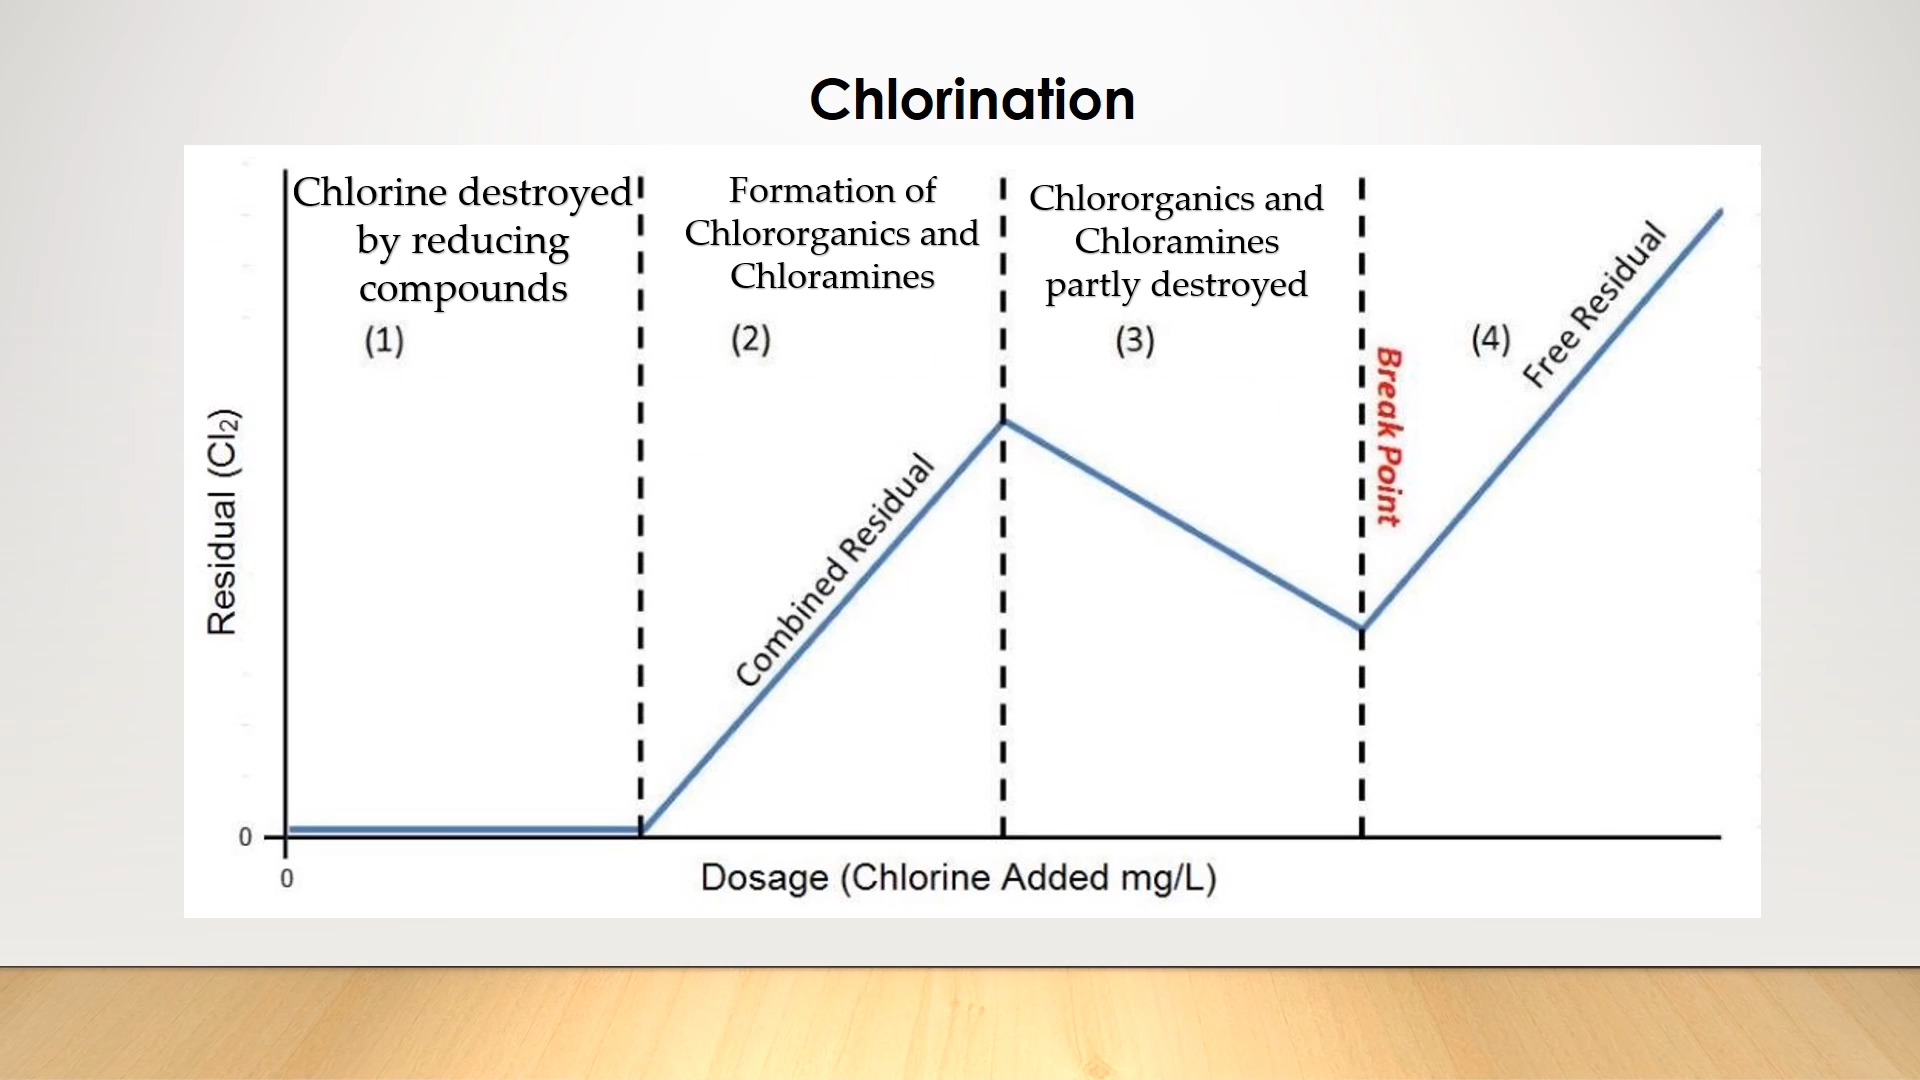 Chlorination
Chlorine destroyed
by reducing
compounds
(1)
Formation of
Chlororganics and
Chloramines
(2)
Chlororganics and
Chloramines
partly destroyed
(3)
(4)
Free Residual
Break Point
Combined Residual
Residual (Cl₂)
0
0
Dosage (Chlorine Added mg/L)